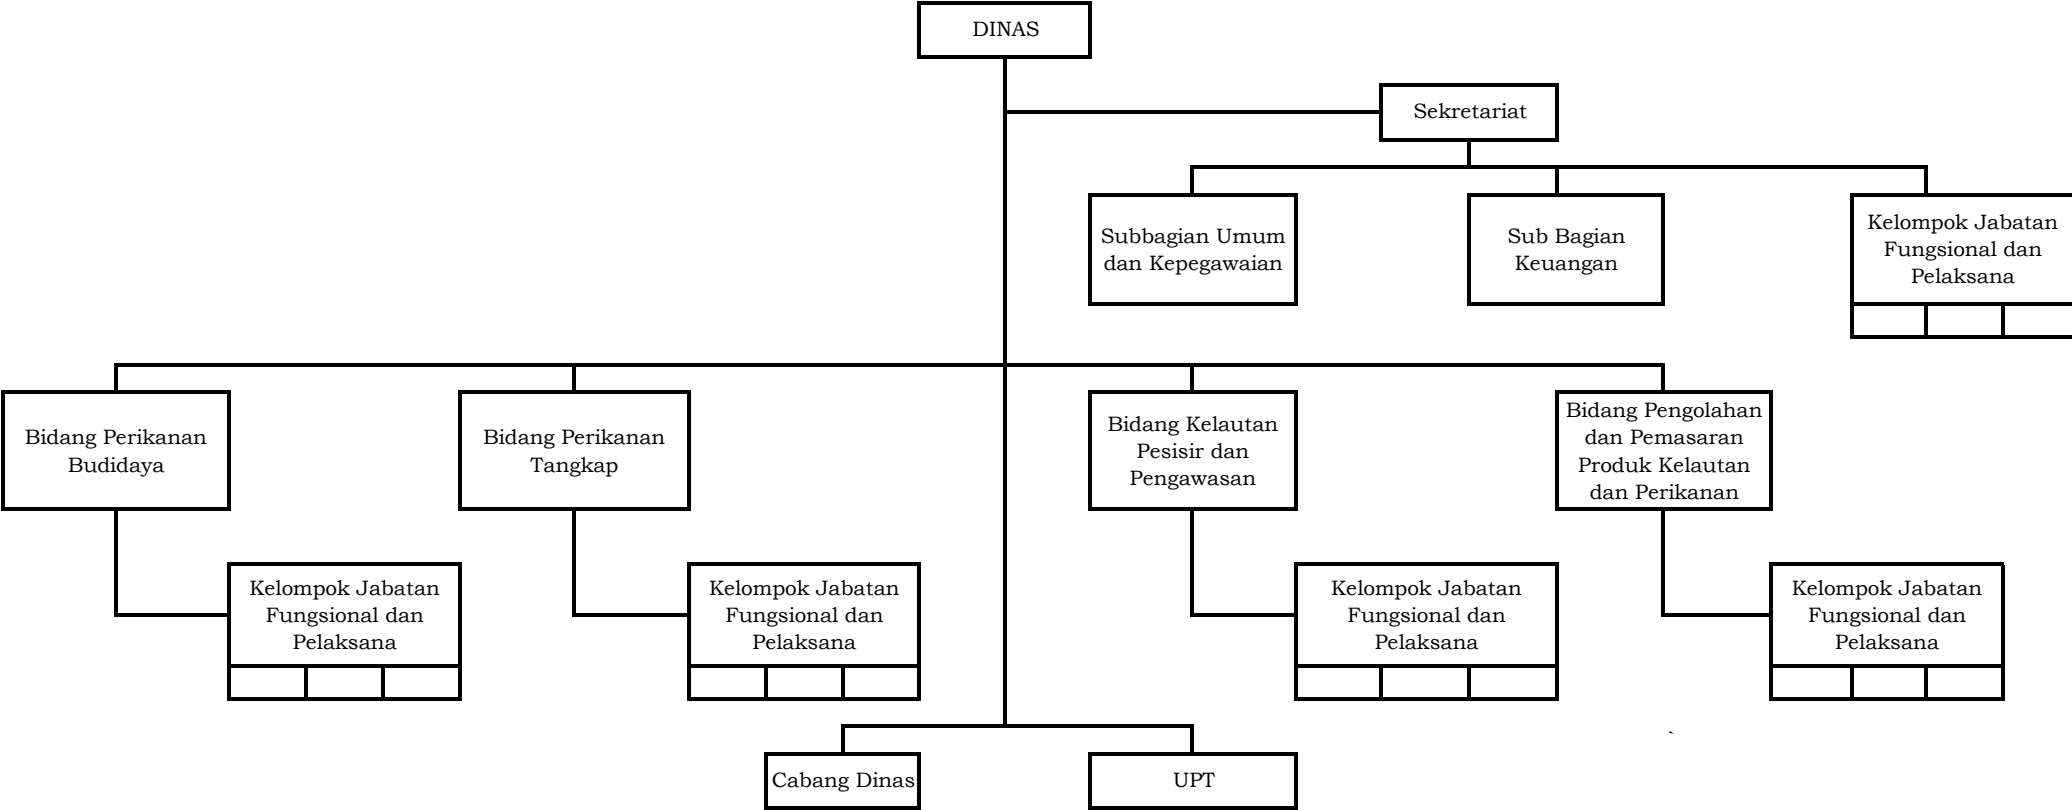 DINAS
Sekretariat
Subbagian Umum
dan Kepegawaian
Sub Bagian
Keuangan
Kelompok Jabatan
Fungsional dan
Pelaksana
Bidang Perikanan
Budidaya
Bidang Perikanan
Tangkap
Bidang Kelautan
Pesisir dan
Pengawasan
Bidang Pengolahan
dan Pemasaran
Produk Kelautan
dan Perikanan
Kelompok Jabatan
Fungsional dan
Pelaksana
Kelompok Jabatan
Fungsional dan
Pelaksana
Kelompok Jabatan
Fungsional dan
Pelaksana
Kelompok Jabatan
Fungsional dan
Pelaksana
`
Cabang Dinas
UPT